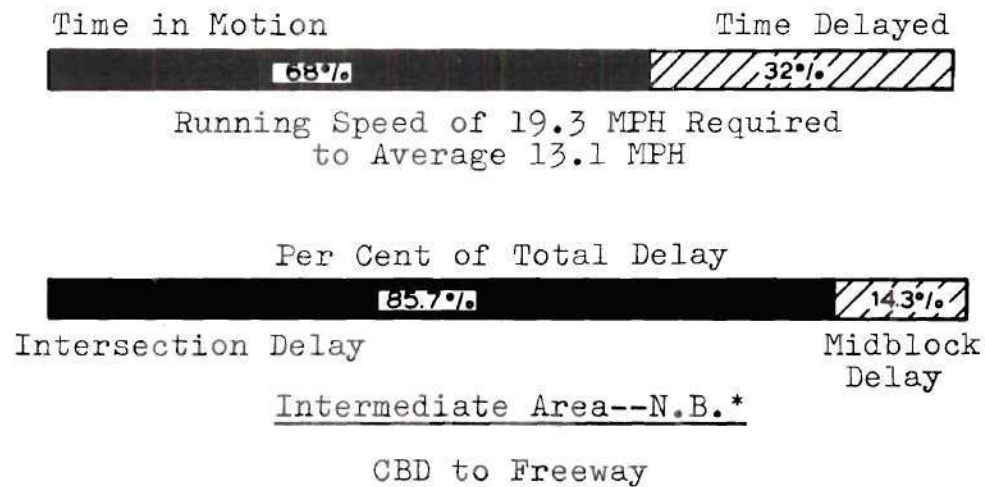 Time in Motion Time Delayed
68% 32%
Running Speed of 19.3 MPH Required
to Average 13.1 MPH
Per Cent of Total Delay
85.7% 14.3%
Intersection Delay Midblock
Delay
Intermediate Area--N.B.*
CBD to Freeway